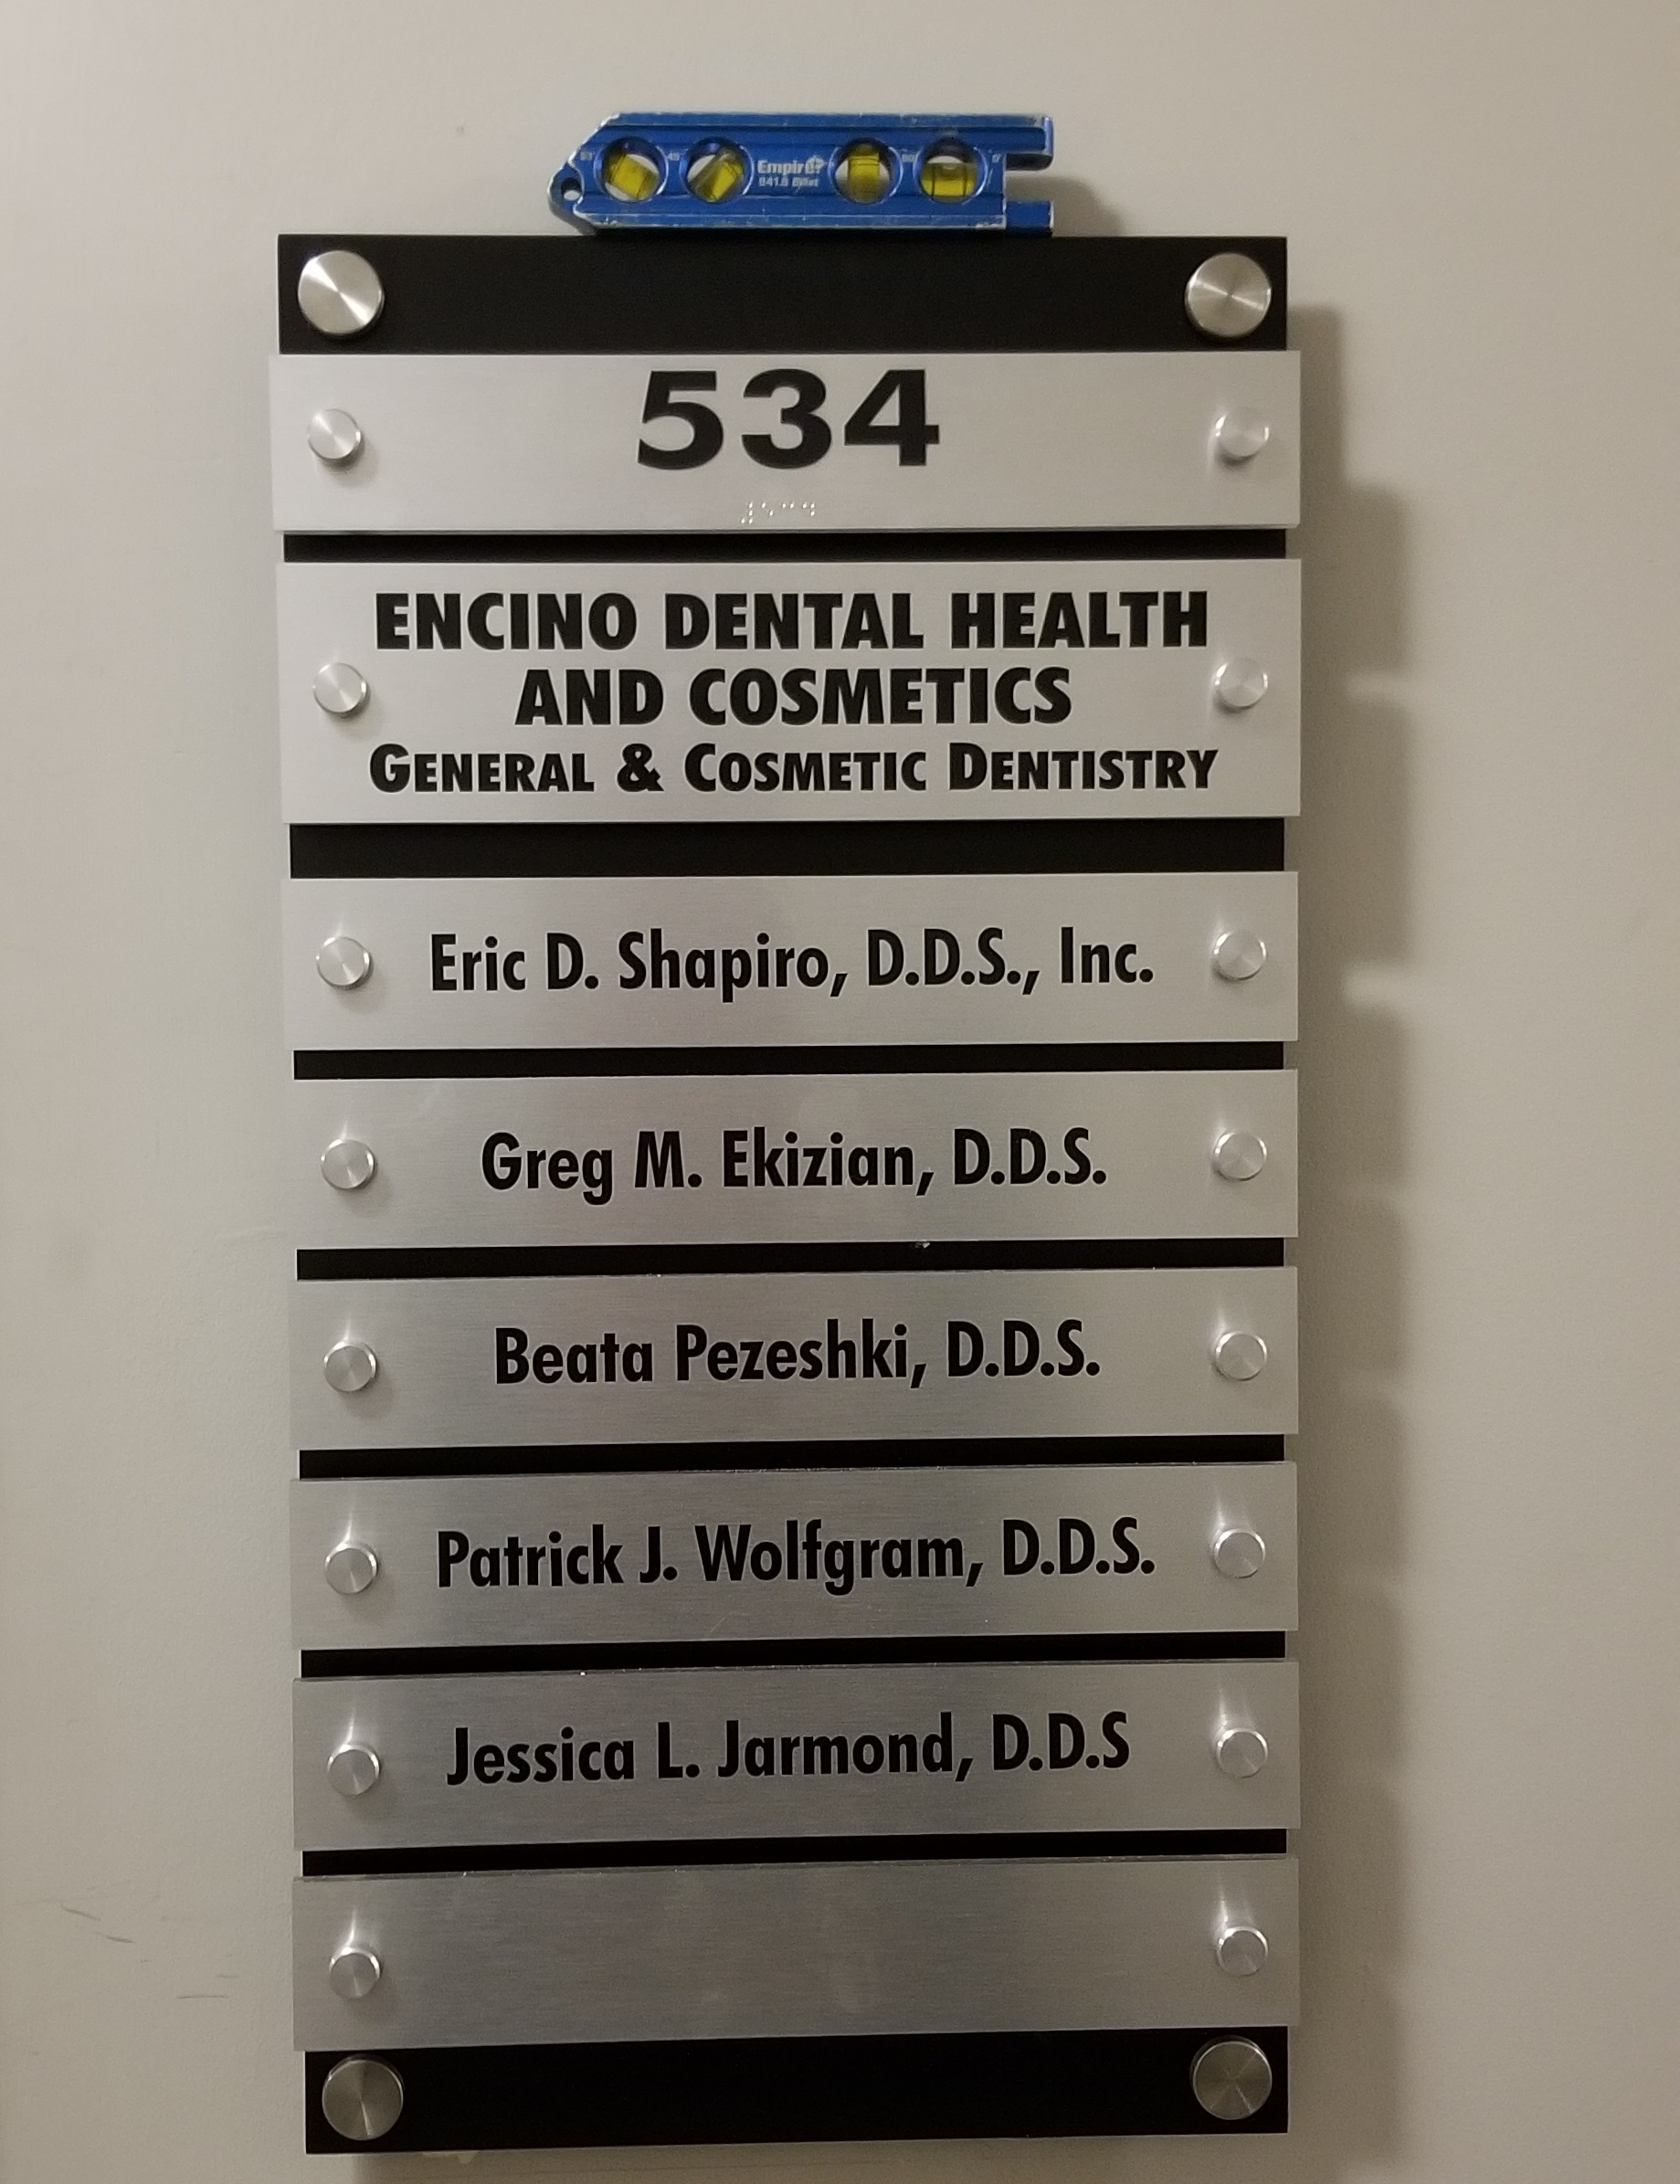 Empire
534
ENCINO DENTAL HEALTH
AND COSMETICS
GENERAL & COSMETIC DENTISTRY
Eric D. Shapiro, D.D.S., Inc.
Greg M. Ekizian, D.D.S.
Beata Pezeshki, D.D.S.
Patrick J. Wolfgram, D.D.S.
Jessica L. Jarmond, D.D.S